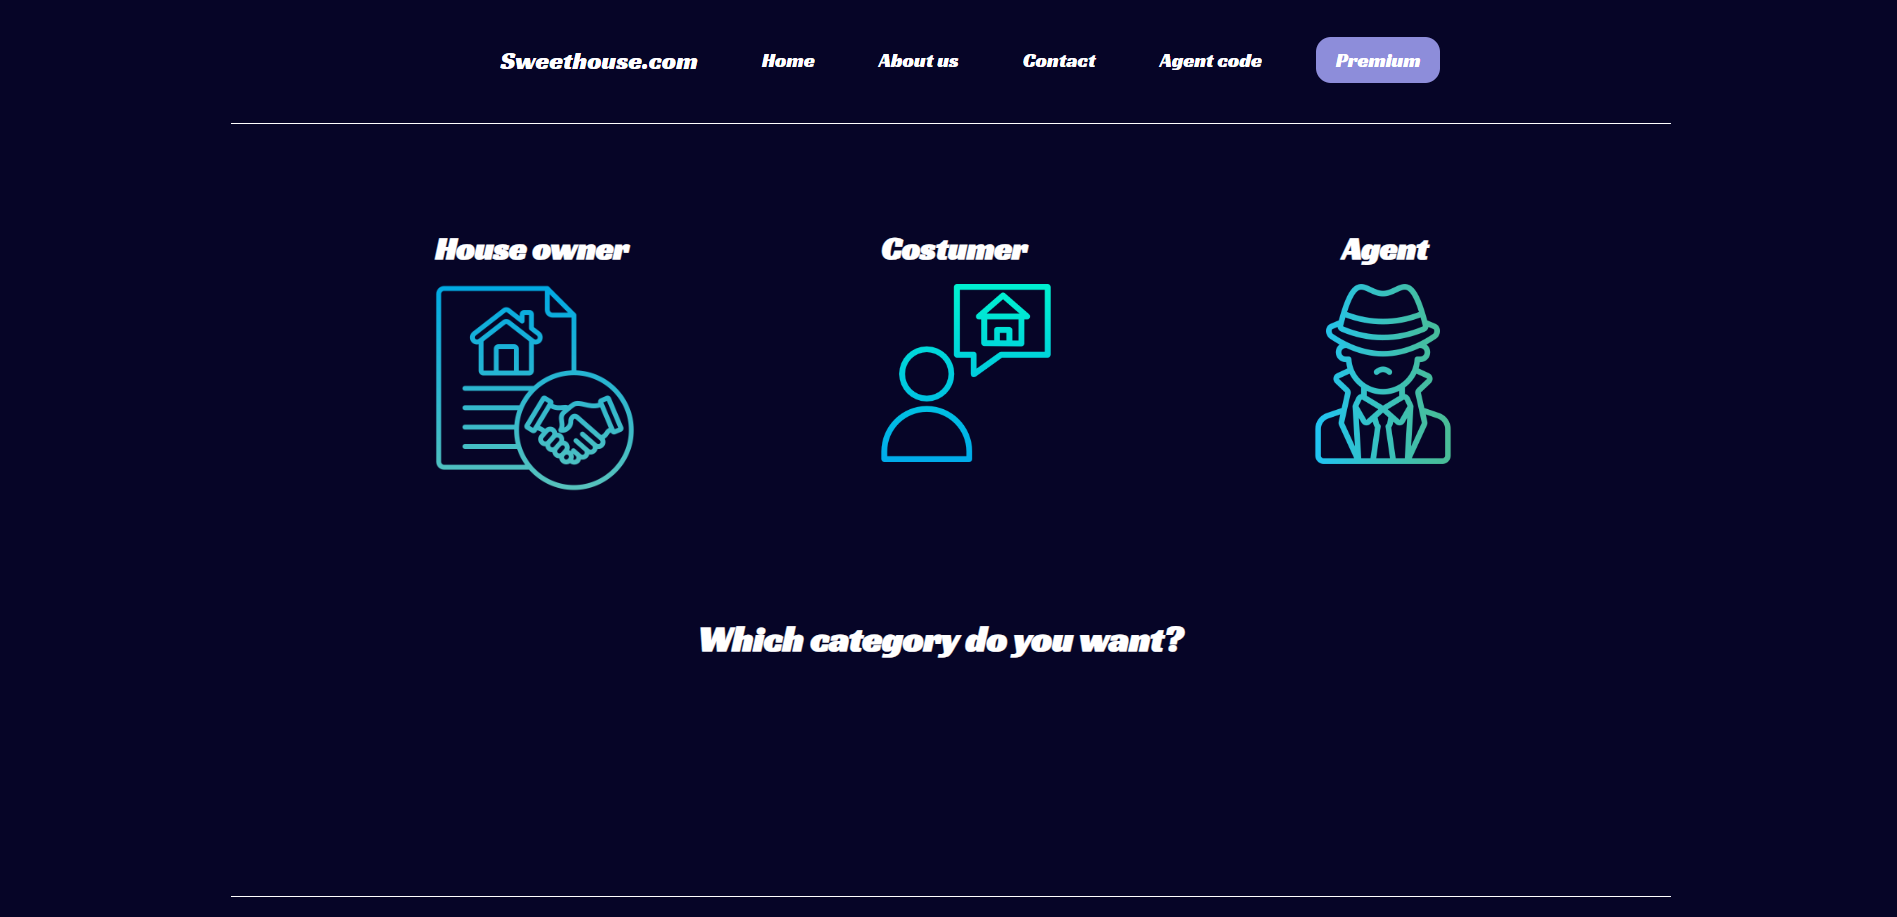 Sweethouse.com Home About us Contact Agent code Premium
House owner Costumer Agent
Which category do you want?